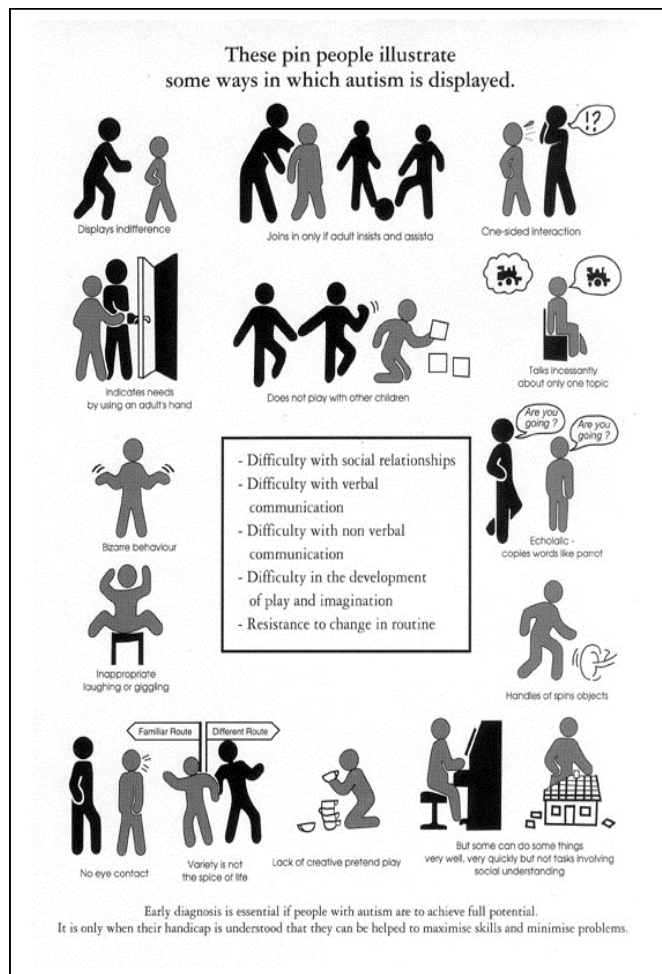 These pin people illustrate
some ways in which autism is displayed.
!?
Displays indifference
Joins in only if adult insists and assista
One-sided interaction
Indicates needs
by using an adult's hand
Does not play with other children
Talks incessantly
about only one topic
Are you
going ?
Are you
going ?
Bizarre behaviour
- Difficulty with social relationships
- Difficulty with verbal
communication
- Difficulty with non verbal
communication
- Difficulty in the development
of play and imagination
- Resistance to change in routine
Echolalic -
copies words like parrot
Inappropriate
laughing or giggling
Handles of spins objects
Familiar Route
Different Route
No eye contact
Variety is not
the spice of life
Lack of creative pretend play
But some can do some things
very well, very quickly but not tasks involving
social understanding
Early diagnosis is essential if people with autism are to achieve full potential.
It is only when their handicap is understood that they can be helped to maximise skills and minimise problems.